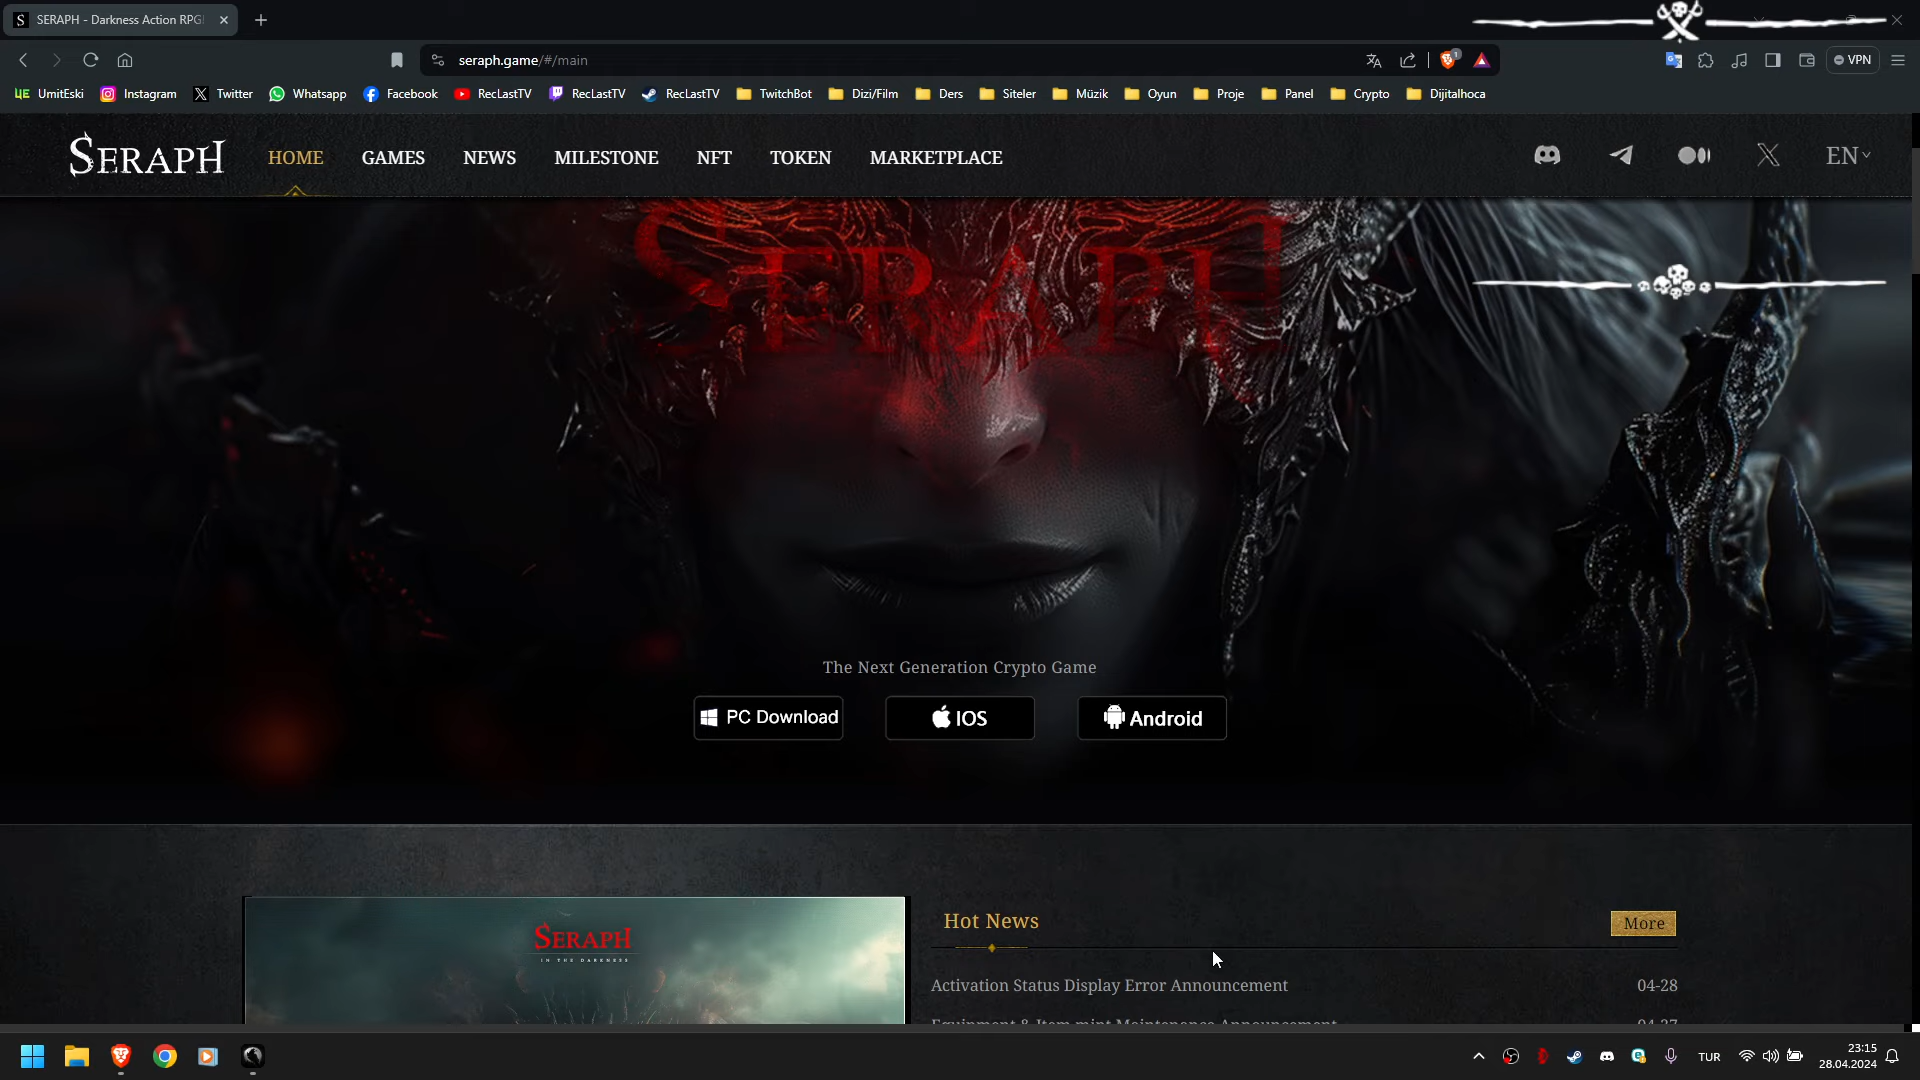 S SERAPH - Darkness Action RPG
seraph.game/#/main
VPN
UE UmitEski Instagram Twitter Whatsapp Facebook RecLastTV RecLastTV RecLastTV TwitchBot Dizi/Film Ders Siteler Müzik Oyun Proje Panel Crypto Dijitalhoca
SERAPH HOME GAMES NEWS MILESTONE NFT TOKEN MARKETPLACE EN
SERAPH
The Next Generation Crypto Game
PC Download IOS Android
Hot News More
SERAPH
IN THE DARKNESS
Activation Status Display Error Announcement 04-28
Equipment & Item mint Maintenance Announcement 04-27
TUR 23:15
28.04.2024